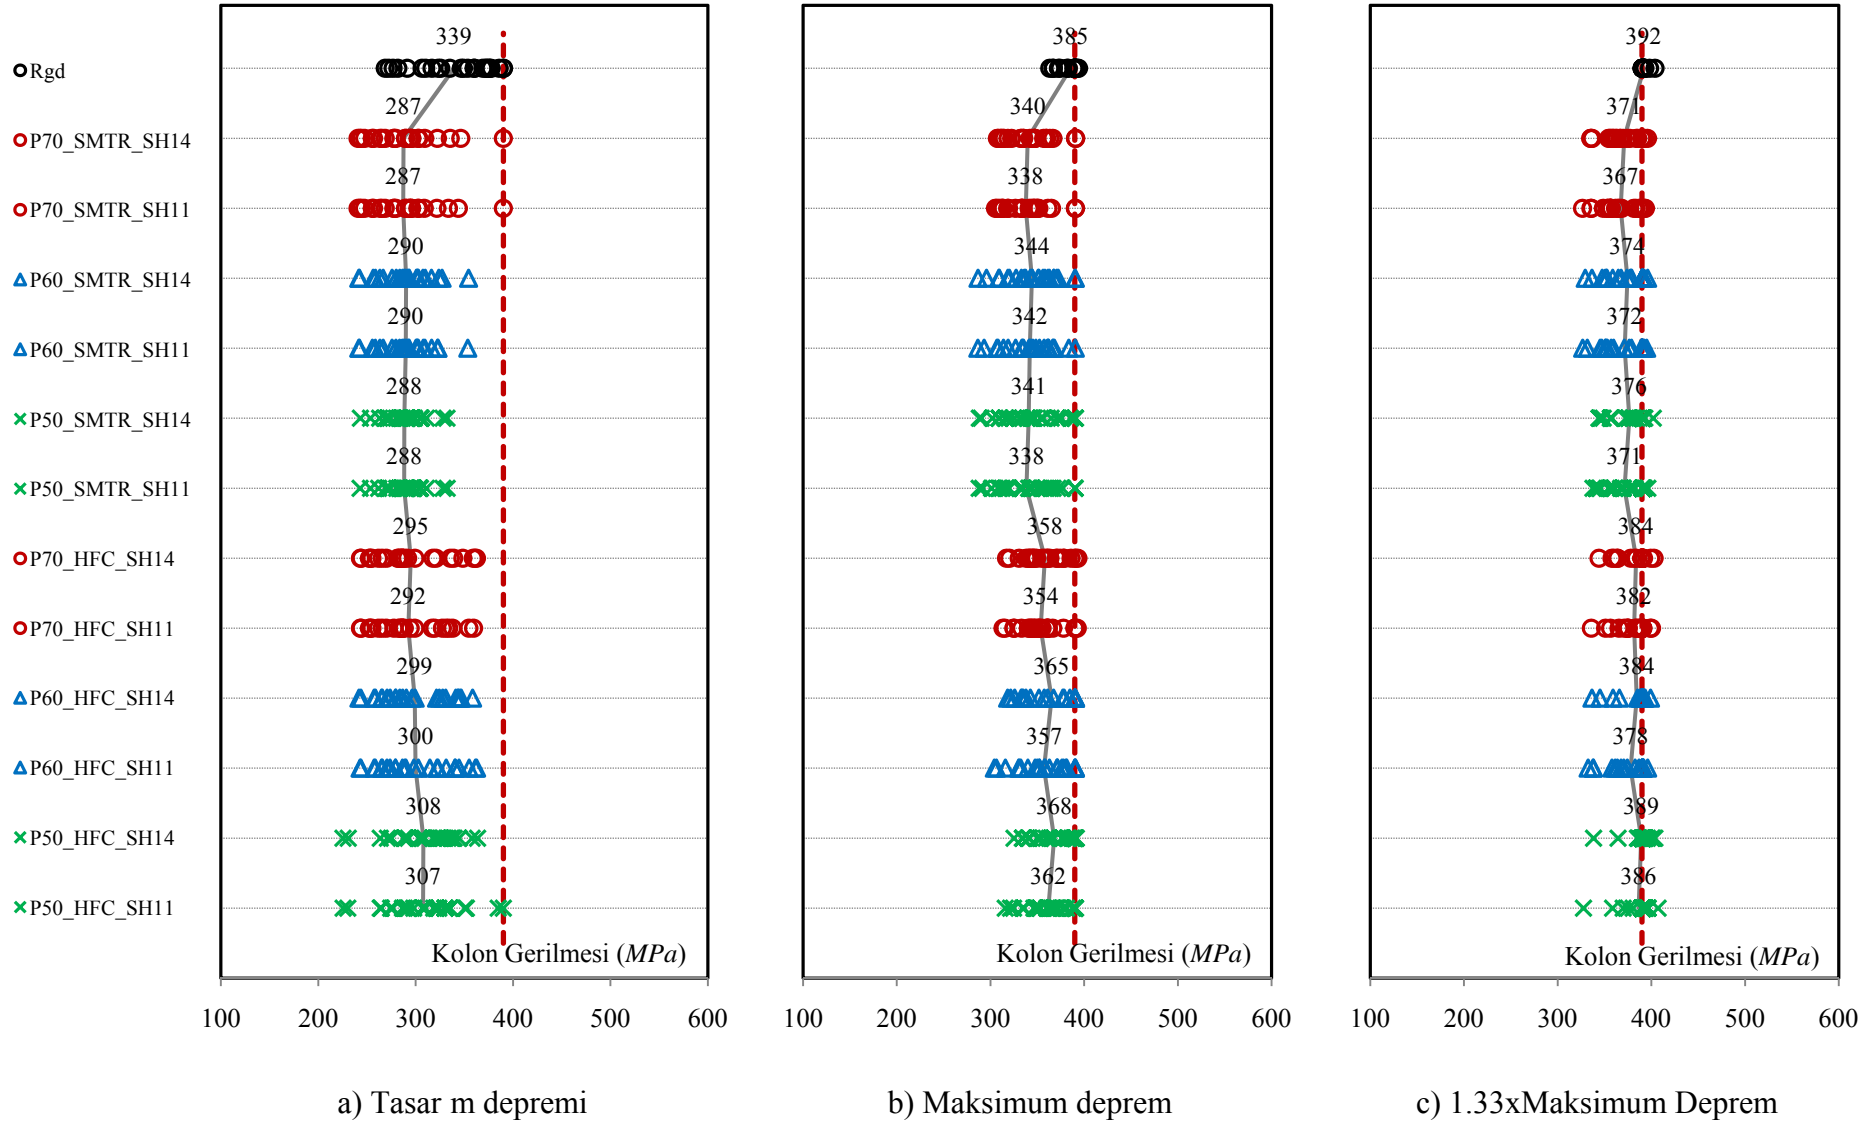 339 385 392
Rgd
287 340 371
P70_SMTR_SH14
287 338 367
P70_SMTR_SH11
290 344 374
P60_SMTR_SH14
290 342 372
P60_SMTR_SH11
288 341 376
P50_SMTR_SH14
288 338 371
P50_SMTR_SH11
295 358 384
P70_HFC_SH14
292 354 382
P70_HFC_SH11
299 365 384
P60_HFC_SH14
300 357 378
P60_HFC_SH11
308 368 389
P50_HFC_SH14
307 362 386
P50_HFC_SH11
Kolon Gerilmesi (MPa) Kolon Gerilmesi (MPa) Kolon Gerilmesi (MPa)
100 200 300 400 500 600 100 200 300 400 500 600 100 200 300 400 500 600
a) Tasar m depremi b) Maksimum deprem c) 1.33xMaksimum Deprem